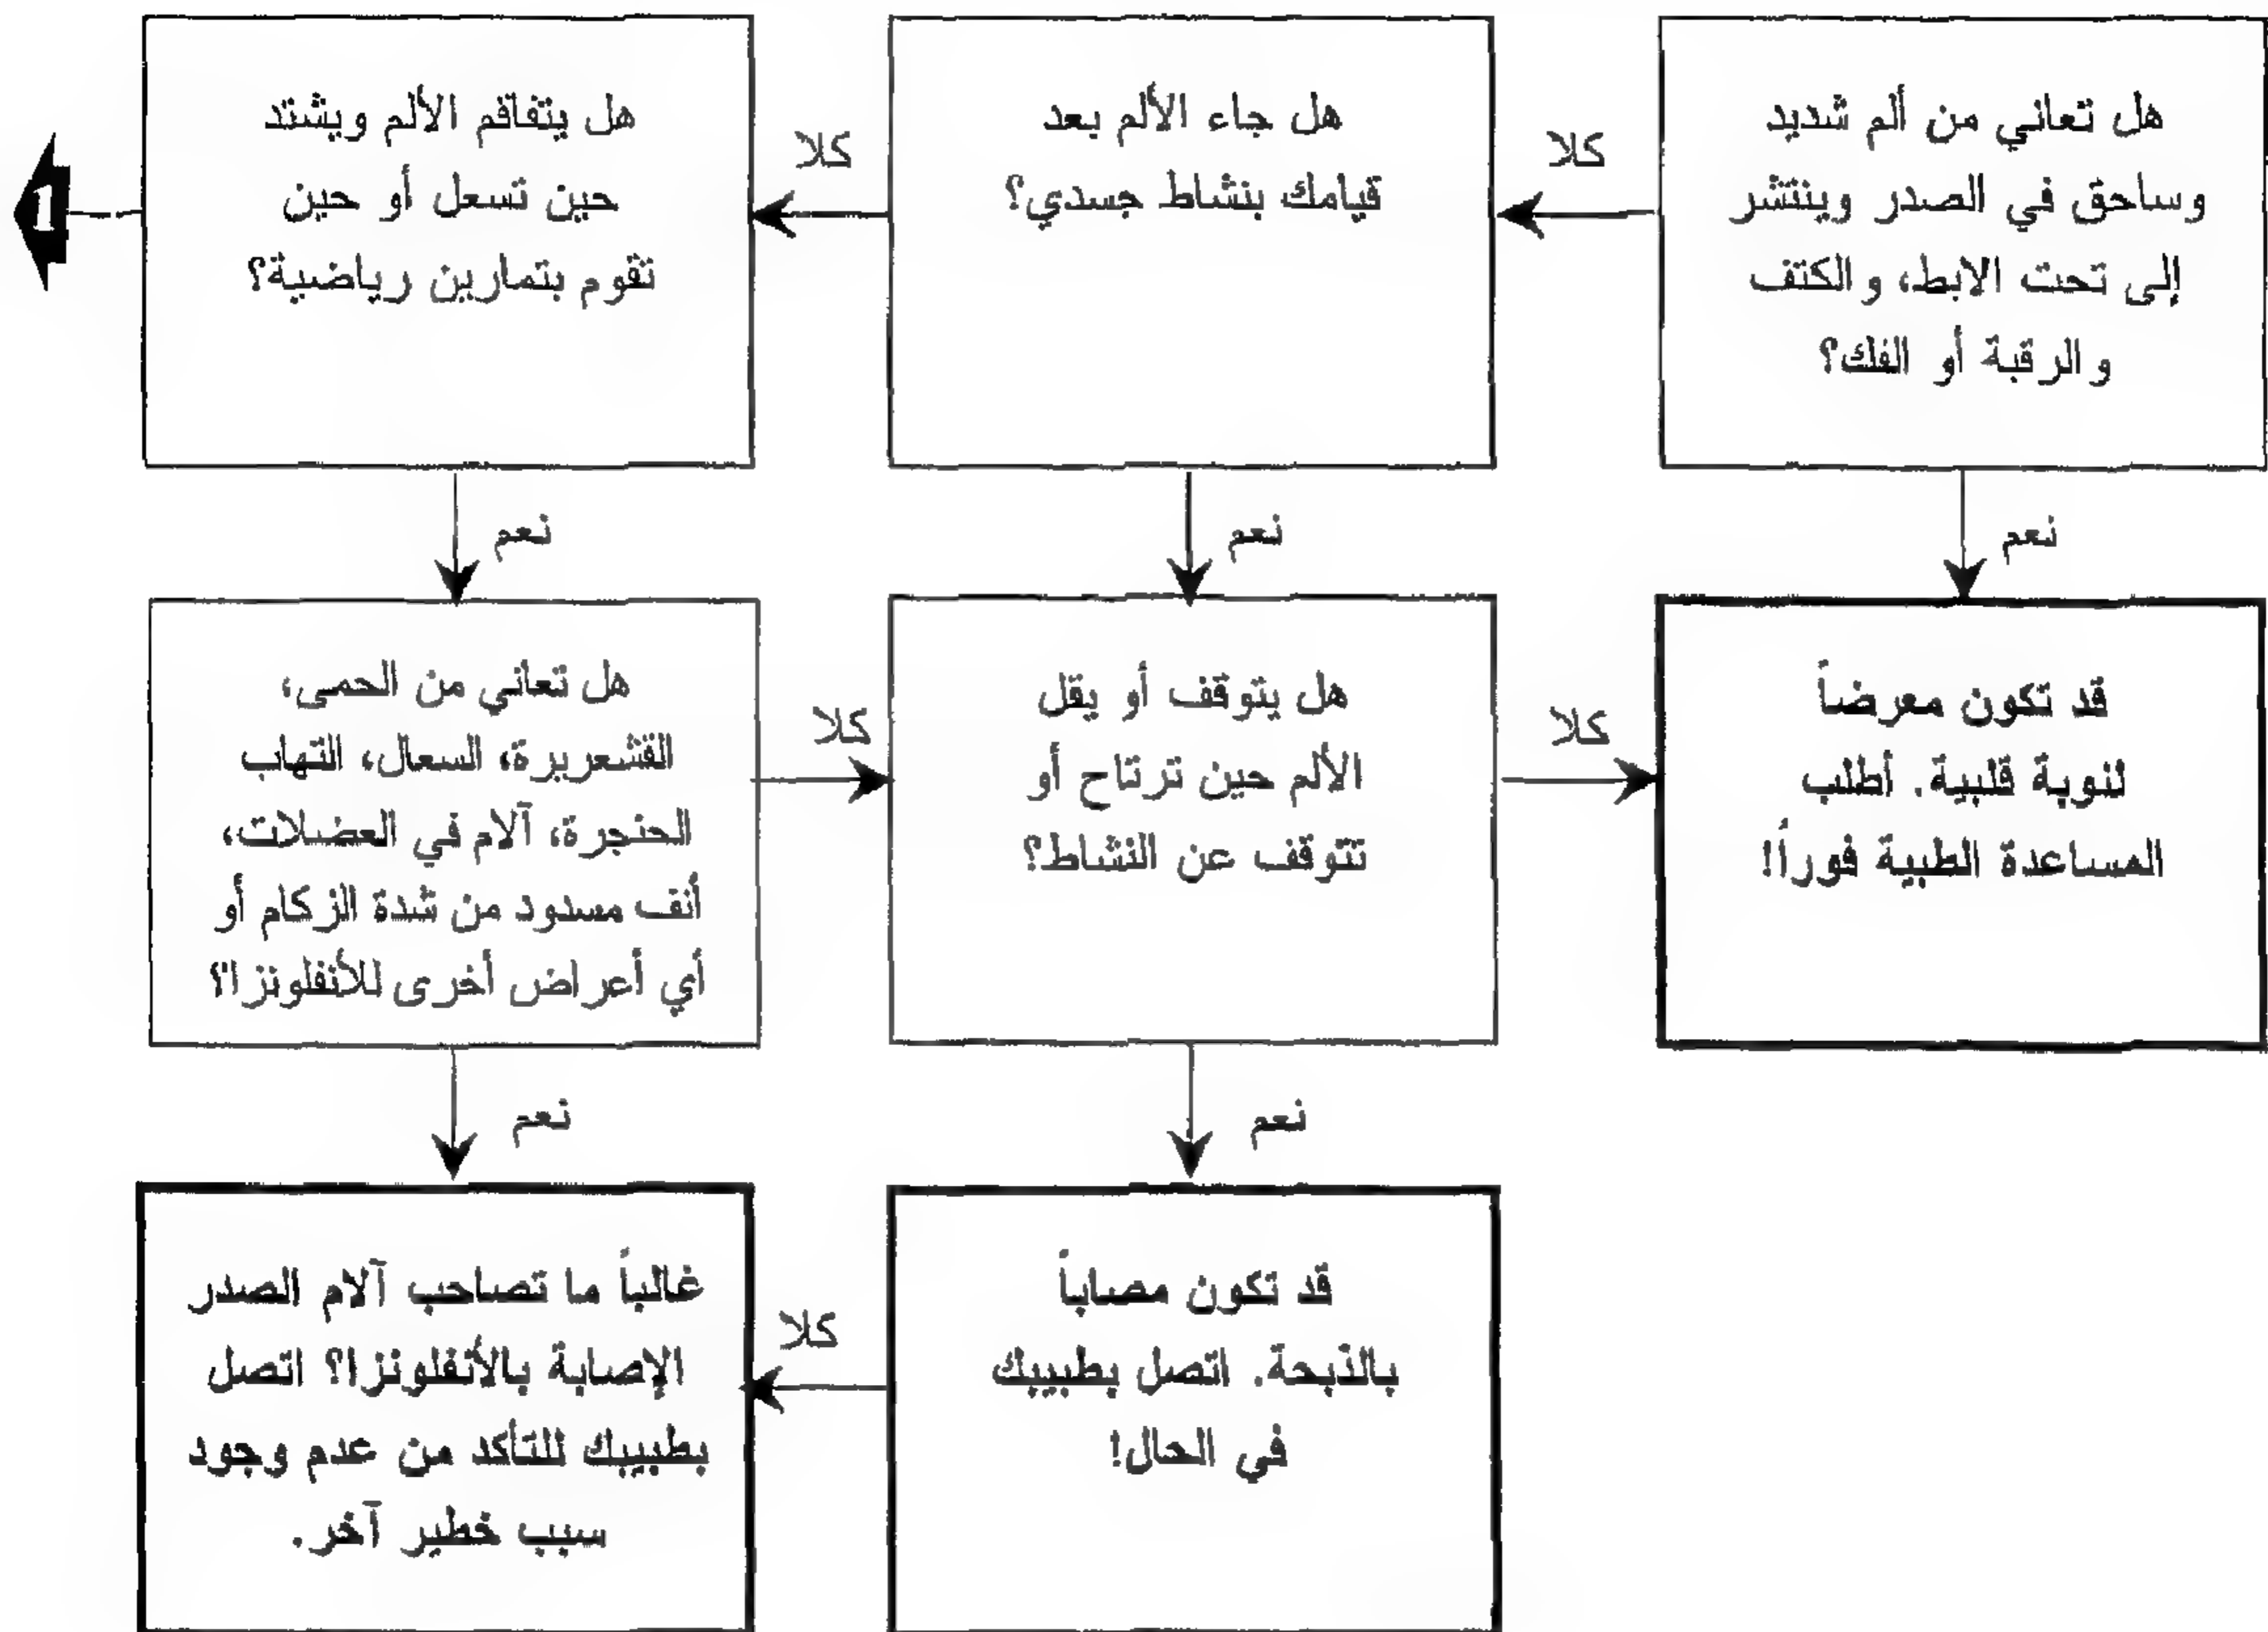 هل تعاني من ألم شديد
وساحق في الصدر وينتشر
إلى تحت الابط، والكتف
والرقبة أو الفك؟
كلا
هل جاء الألم بعد
قيامك بنشاط جسدي؟
كلا
هل يتفاقم الألم ويشتد
حين تسعل أو حين
تقوم بتمارين رياضية؟
1
نعم
نعم
نعم
قد تكون معرضاً
لنوبة قلبية. أطلب
المساعدة الطبية فوراً!
كلا
هل يتوقف أو يقل
الألم حين ترتاح أو
تتوقف عن النشاط؟
كلا
هل تعاني من الحمى،
القشعريرة، السعال، التهاب
الحنجرة، آلام في العضلات،
أنف مسدود من شدة الزكام أو
أي أعراض أخرى للأنفلونزا؟
نعم
نعم
قد تكون مصاباً
بالذبحة. اتصل بطبيبك
في الحال!
كلا
غالباً ما تصاحب آلام الصدر
الإصابة بالأنفلونزا؟ اتصل
بطبيبك للتأكد من عدم وجود
سبب خطير آخر.